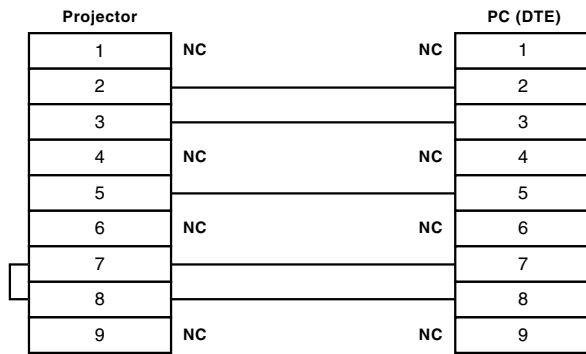 Projector PC (DTE)
1 NC NC 1
2 2
3 3
4 NC NC 4
5 5
6 NC NC 6
7 7
8 8
9 NC NC 9